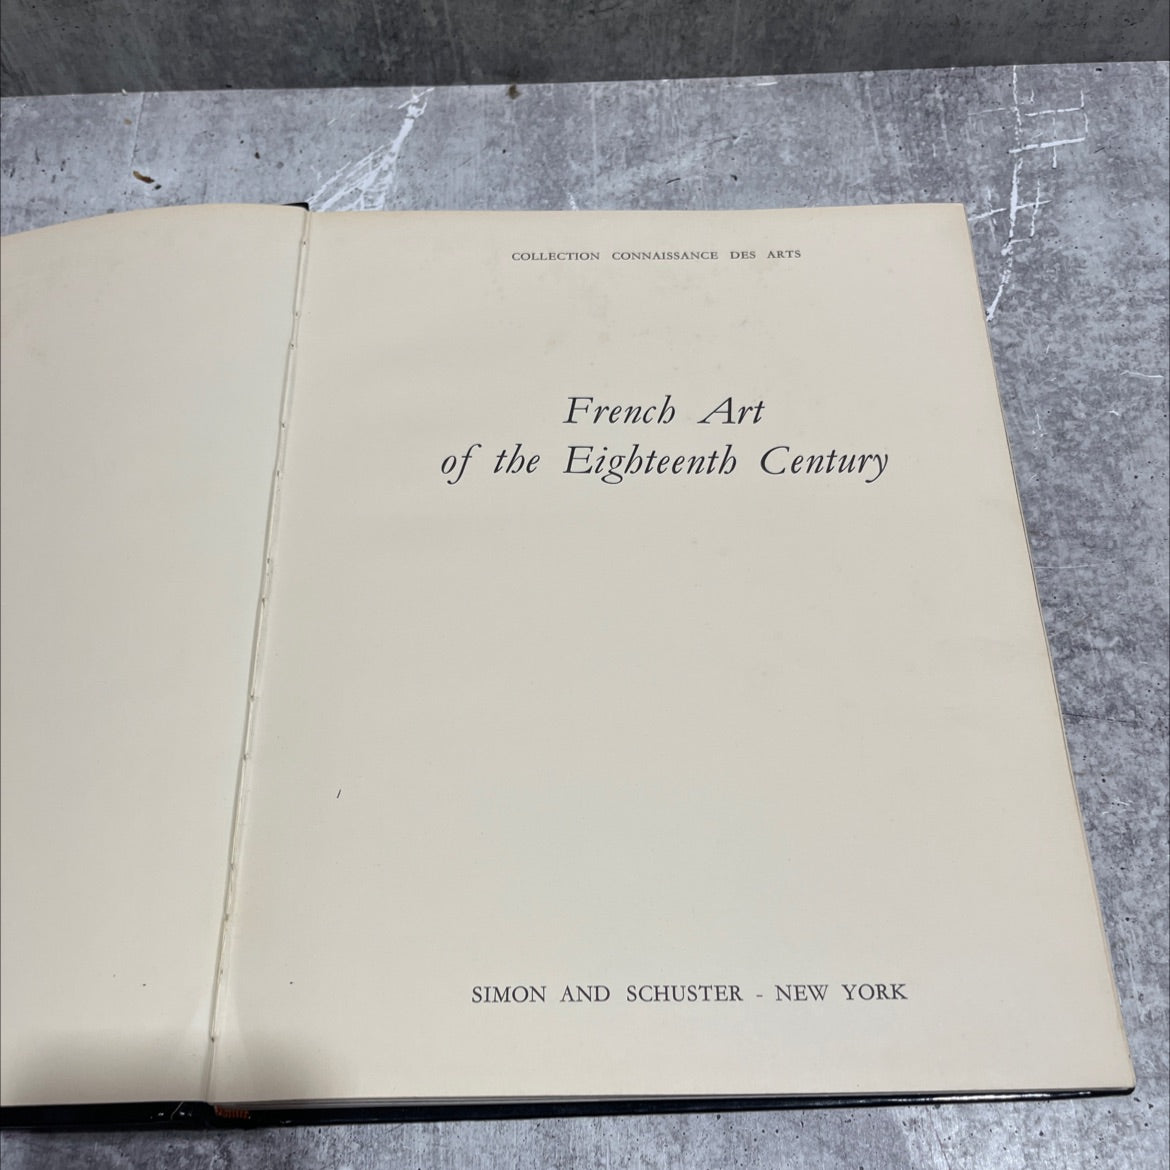 COLLECTION CONNAISSANCE DES ARTS
French Art
of the Eighteenth Century
SIMON AND SCHUSTER - NEW YORK